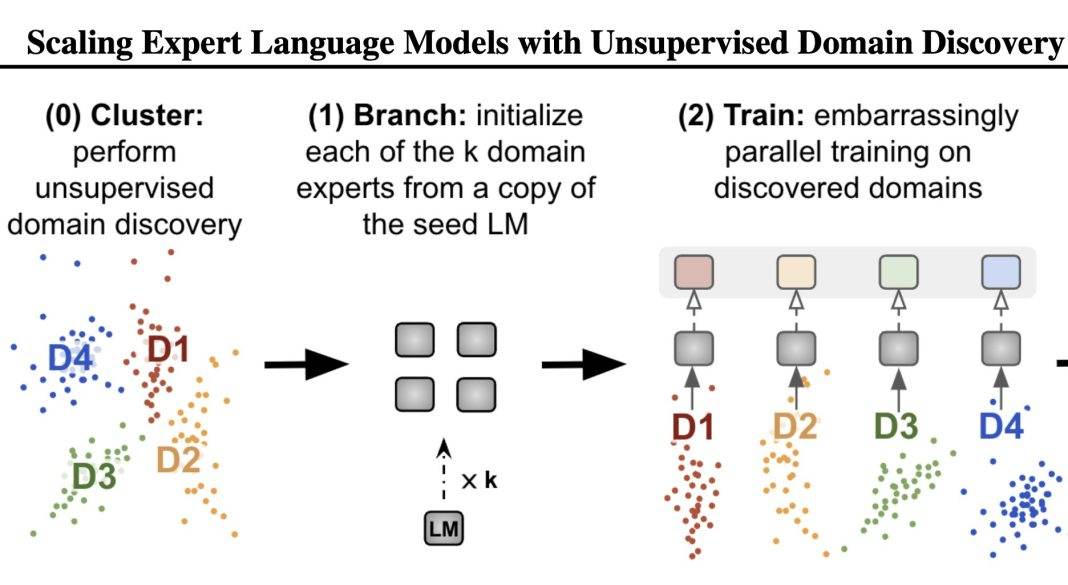 Scaling Expert Language Models with Unsupervised Domain Discovery
(0) Cluster:
perform
unsupervised
domain discovery
(1) Branch: initialize
each of the k domain
experts from a copy of
the seed LM
(2) Train: embarrassingly
parallel training on
discovered domains
D4
D1
D3
D2
x k
LM
D1
D2
D3
D4